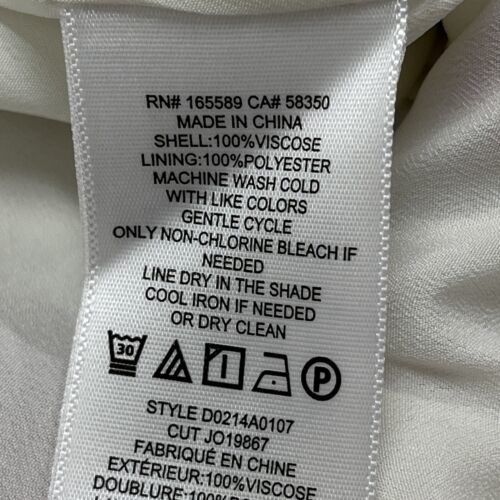 RN# 165589 CA# 58350
MADE IN CHINA
SHELL:100%VISCOSE
LINING:100%POLYESTER
MACHINE WASH COLD
WITH LIKE COLORS
GENTLE CYCLE
ONLY NON-CHLORINE BLEACH IF
NEEDED
LINE DRY IN THE SHADE
COOL IRON IF NEEDED
OR DRY CLEAN
30 P
STYLE D0214A0107
CUT JO19867
FABRIQUÉ EN CHINE
EXTÉRIEUR:100%VISCOSE
DOUBLURE:100%